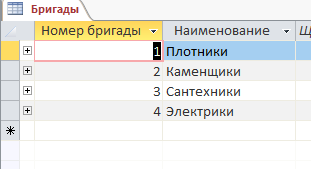 Бригады
Номер бригады Наименование
1 Плотники
2 Каменщики
3 Сантехники
4 Электрики